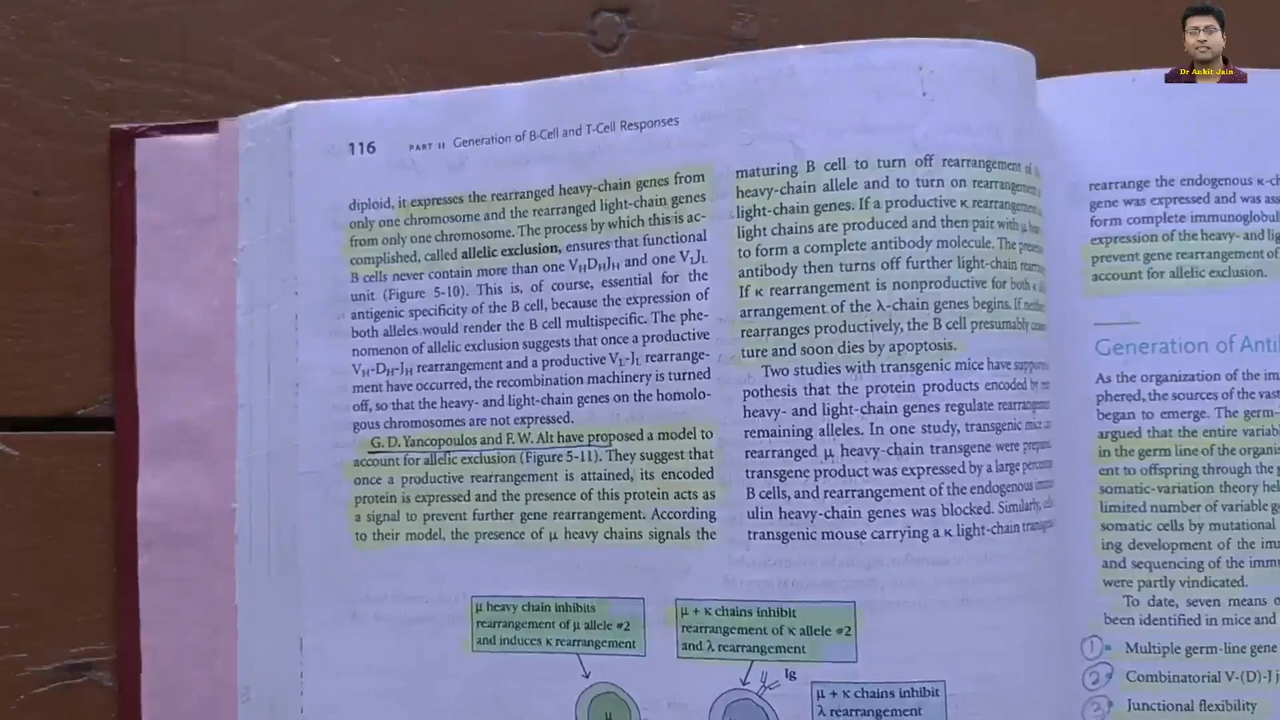 Dr Ankit Jain
116 PART II Generation of B-Cell and T-Cell Responses
diploid, it expresses the rearranged heavy-chain genes from
only one chromosome and the rearranged light-chain genes
from only one chromosome. The process by which this is ac-
complished, called allelic exclusion, ensures that functional
B cells never contain more than one VHDHJH and one VLJL
unit (Figure 5-10). This is, of course, essential for the
antigenic specificity of the B cell, because the expression of
both alleles would render the B cell multispecific. The phe-
nomenon of allelic exclusion suggests that once a productive
VH-DH-JH rearrangement and a productive VL-JL rearrange-
ment have occurred, the recombination machinery is turned
off, so that the heavy- and light-chain genes on the homolo-
gous chromosomes are not expressed.
G. D. Yancopoulos and F. W. Alt have proposed a model to
account for allelic exclusion (Figure 5-11). They suggest that
once a productive rearrangement is attained, its encoded
protein is expressed and the presence of this protein acts as
a signal to prevent further gene rearrangement. According
to their model, the presence of μ heavy chains signals the
maturing B cell to turn off rearrangement of
heavy-chain allele and to turn on rearrangement
light-chain genes. If a productive κ rearrangement
light chains are produced and then pair with μ
to form a complete antibody molecule. The
antibody then turns off further light-chain
If κ rearrangement is nonproductive for both κ
arrangement of the λ-chain genes begins. If
rearranges productively, the B cell presumably
ture and soon dies by apoptosis.
Two studies with transgenic mice have
pothesis that the protein products encoded by
heavy- and light-chain genes regulate
remaining alleles. In one study, transgenic mice
rearranged μ heavy-chain transgene were
transgene product was expressed by a large
B cells, and rearrangement of the endogenous
ulin heavy-chain genes was blocked. Similarly,
transgenic mouse carrying a κ light-chain
μ heavy chain inhibits
rearrangement of μ allele #2
and induces κ rearrangement
μ + κ chains inhibit
rearrangement of κ allele #2
and λ rearrangement
Ig
μ + κ chains inhibit
λ rearrangement
μ
rearrange the endogenous κ-ch
gene was expressed and was
form complete immunoglobul
expression of the heavy- and
prevent gene rearrangement of
account for allelic exclusion.
Generation of
As the organization of the im
phered, the sources of the vast
began to emerge. The germ-
argued that the entire variab
in the germ line of the organis
ent to offspring through the
somatic-variation theory hel
limited number of variable
somatic cells by mutational
ing development of the im
and sequencing of the immu
were partly vindicated.
To date, seven means
been identified in mice and
1 Multiple germ-line gene
2 Combinatorial V-(D)-J
3 Junctional flexibility